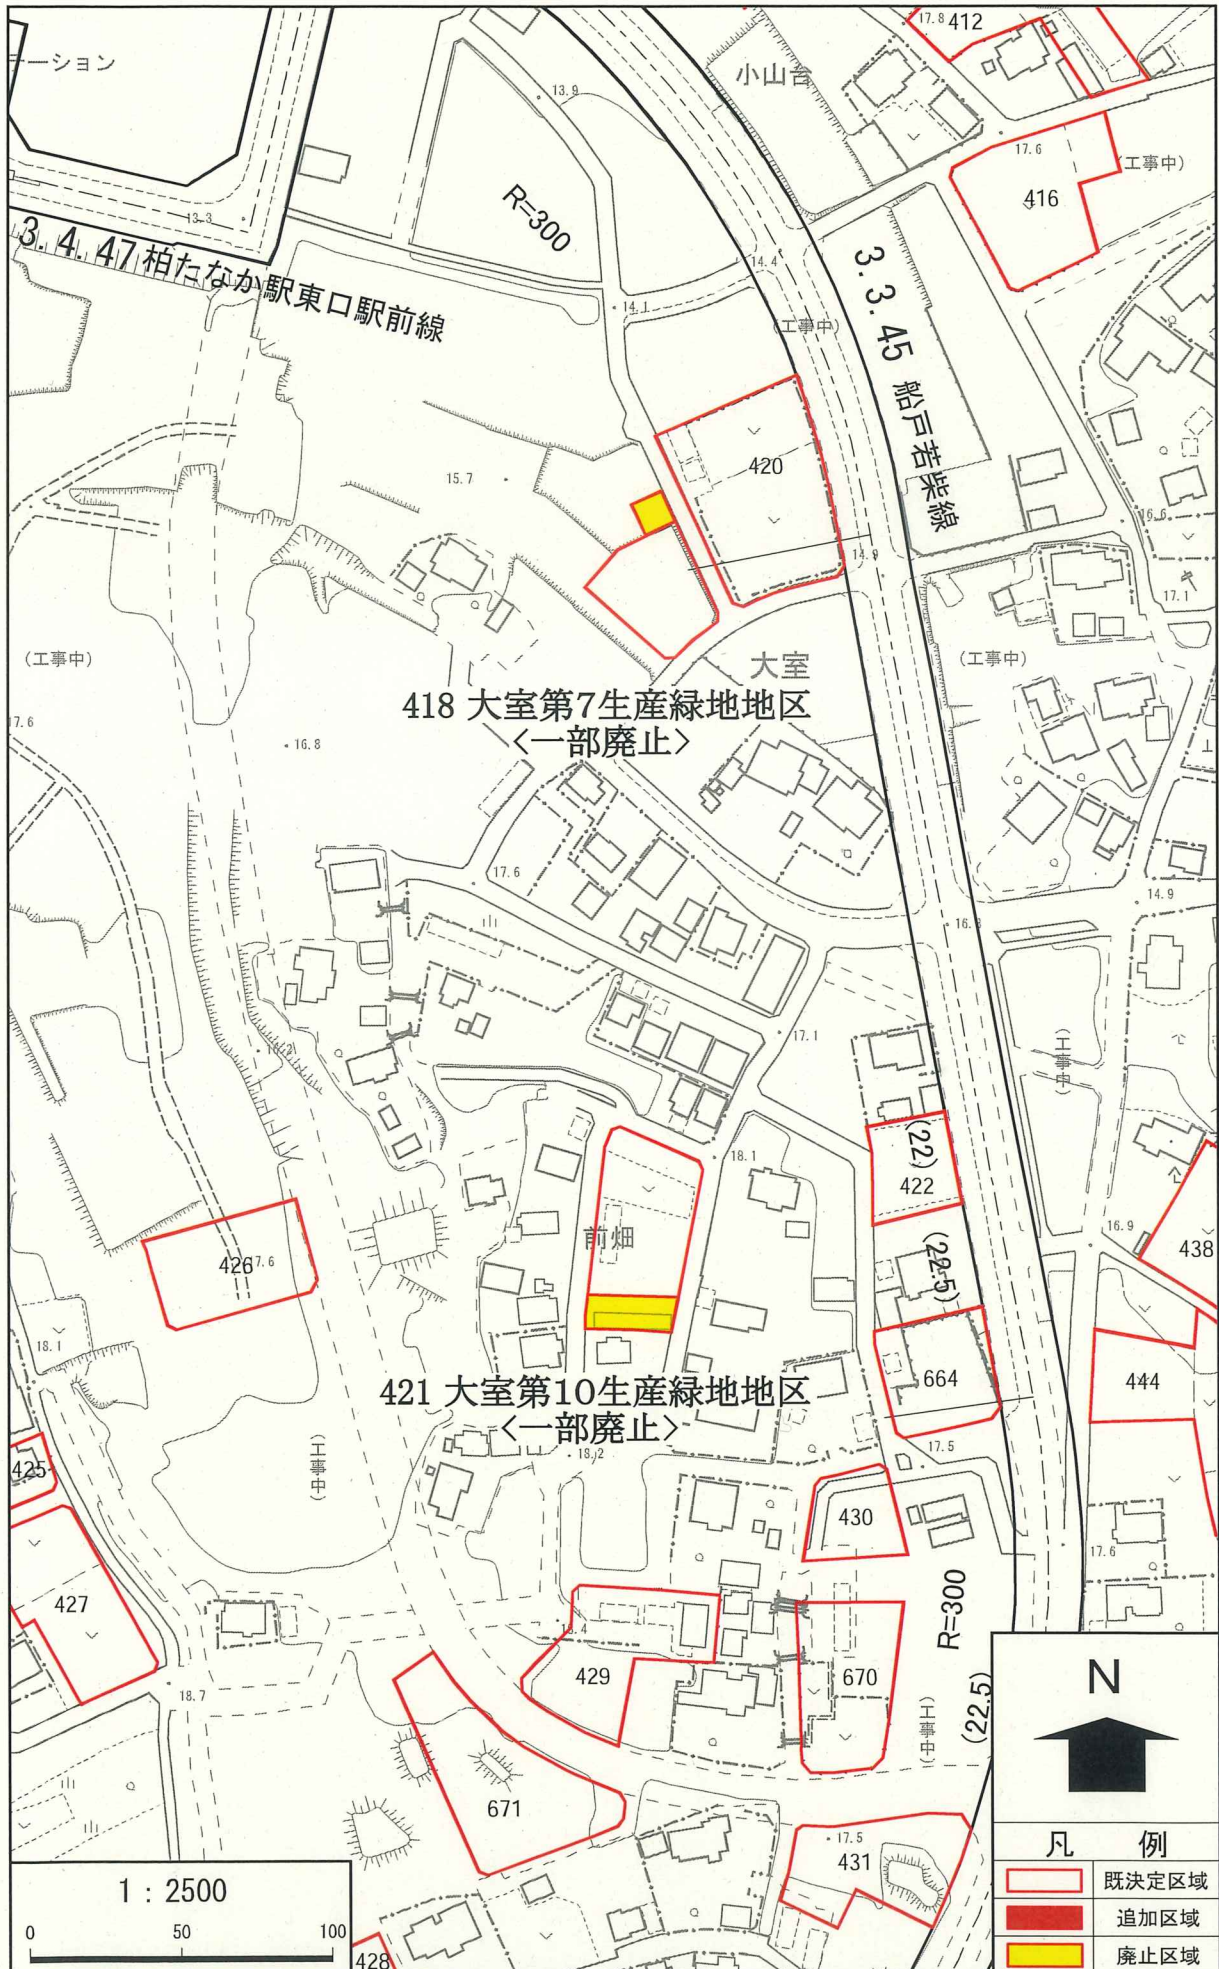 ーション
小山台
17.8
412
13.9
17.6
(工事中)
416
R=300
13.3
3.4.47 柏たなか駅東口駅前線
14.4
14.1
(工事中)
3.3.45 船戸若柴線
420
15.7
14.9
16.6
17.1
(工事中)
大室
(工事中)
418 大室第7生産緑地地区
<一部廃止>
17.6
16.8
17.6
14.9
17.1
(工事中)
(22)
422
18.1
16.9
438
前畑
426
17.6
(22.5)
18.1
664
444
421 大室第10生産緑地地区
<一部廃止>
18.2
17.5
425
(工事中)
430
17.6
427
R=300
429
670
18.7
(工事中)
(22.5)
671
17.5
431
428
N
凡 例
既決定区域
追加区域
廃止区域
1 : 2500
0 50 100